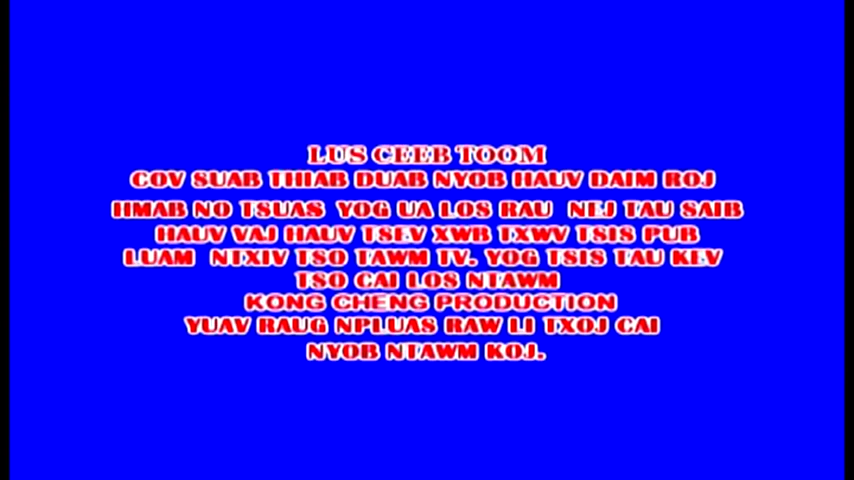 LUS CEEB TOOM
COV SUAB THIAB DUAB NYOB HAUV DAIM ROJ
HMAB NO TSUAS YOG UA LOS RAU NEJ TAU SAIB
HAUV VAJ HAUV TSEV XWB TXWV TSIS PUB
LUAM NTXIV TSO TAWM TV. YOG TSIS TAU KEV
TSO CAI LOS NTAWM
KONG CHENG PRODUCTION
YUAV RAUG NPLUAS RAW LI TXOJ CAI
NYOB NTAWM KOJ.